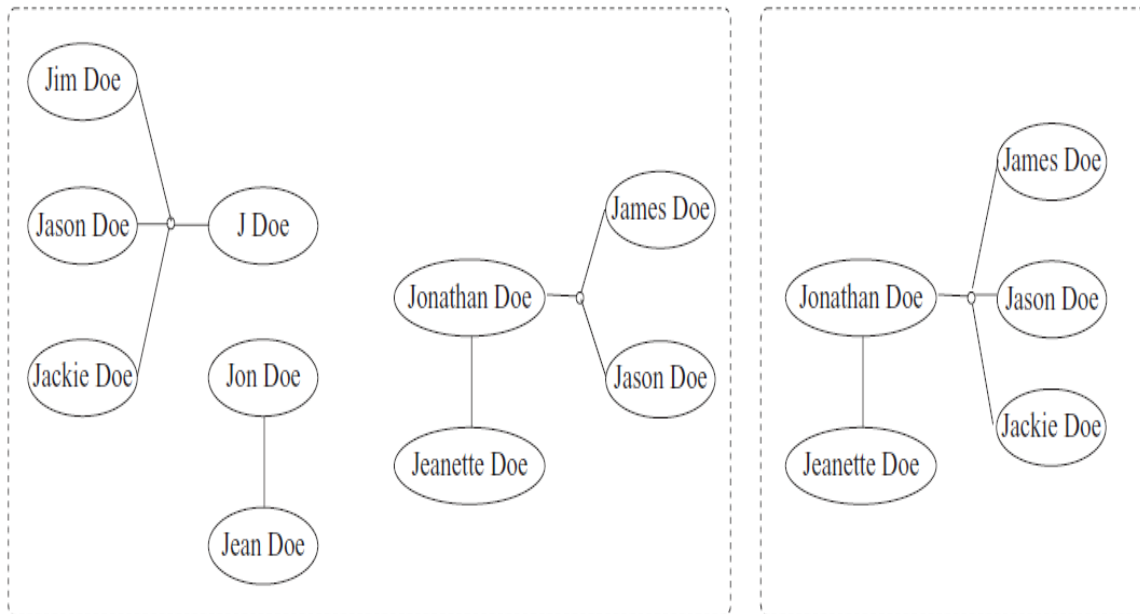 Jim Doe
Jason Doe
J Doe
Jackie Doe
Jon Doe
Jean Doe
James Doe
Jonathan Doe
Jason Doe
Jeanette Doe
James Doe
Jonathan Doe
Jason Doe
Jackie Doe
Jeanette Doe